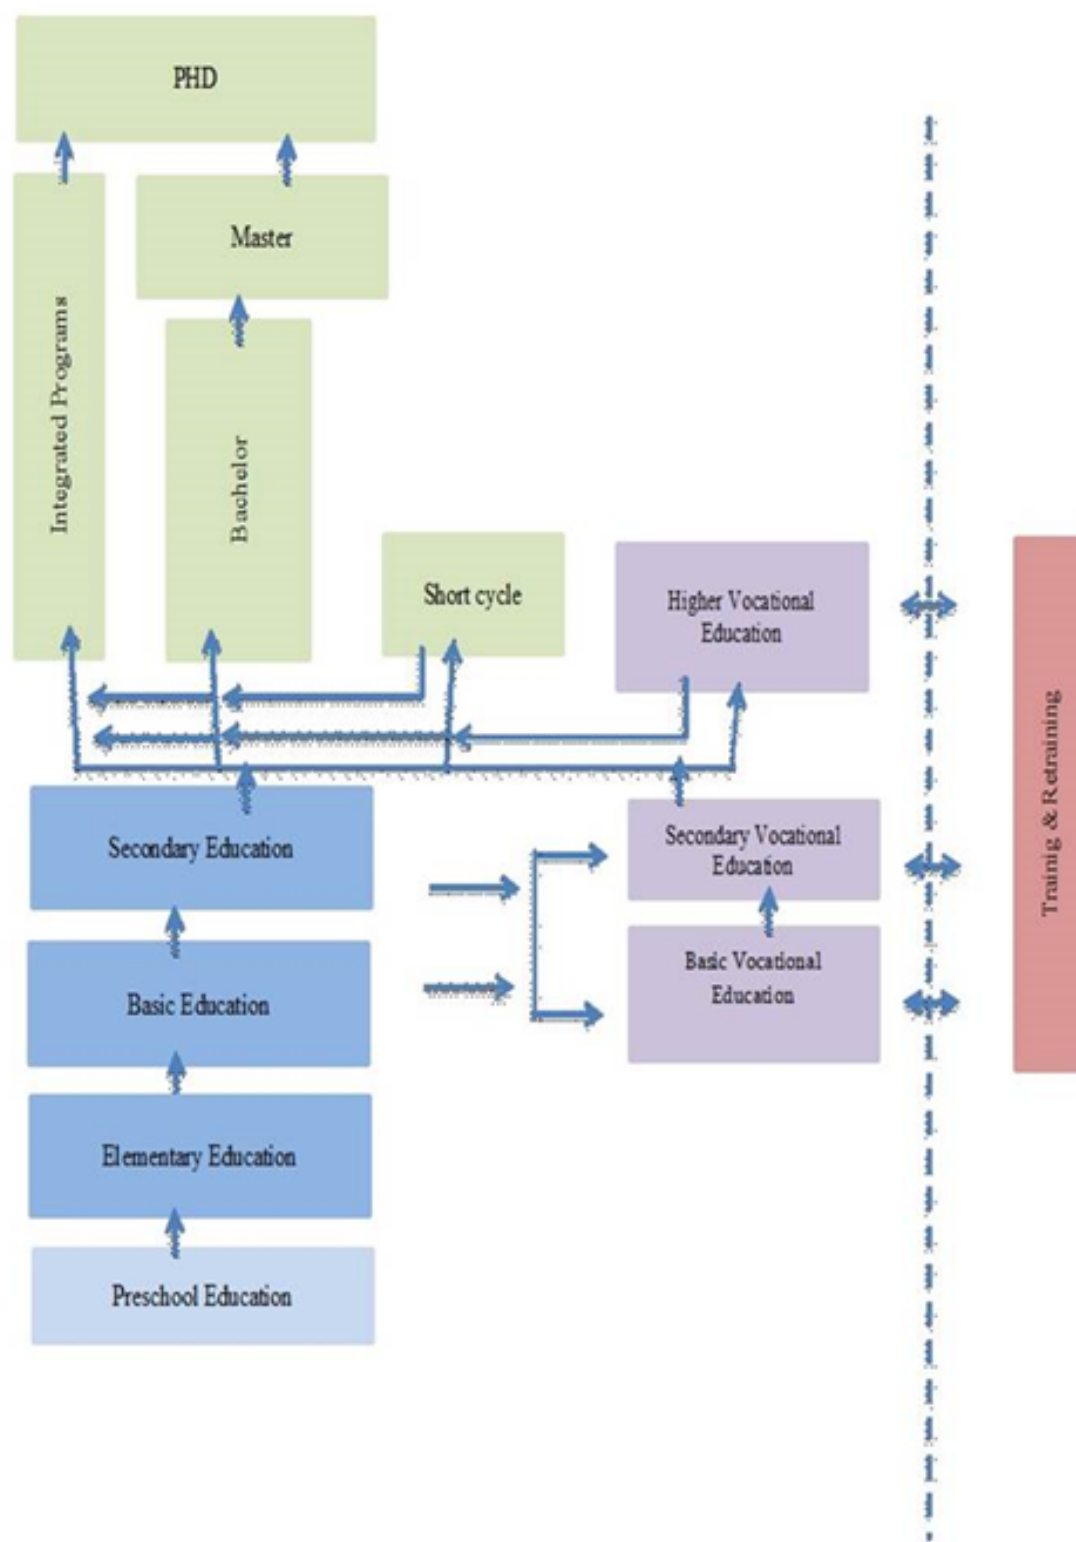 PHD
Master
Integrated Programs
Bachelor
Short cycle
Higher Vocational
Education
Secondary Education
Secondary Vocational
Education
Basic Education
Basic Vocational
Education
Elementary Education
Preschool Education
Trainig & Retraining